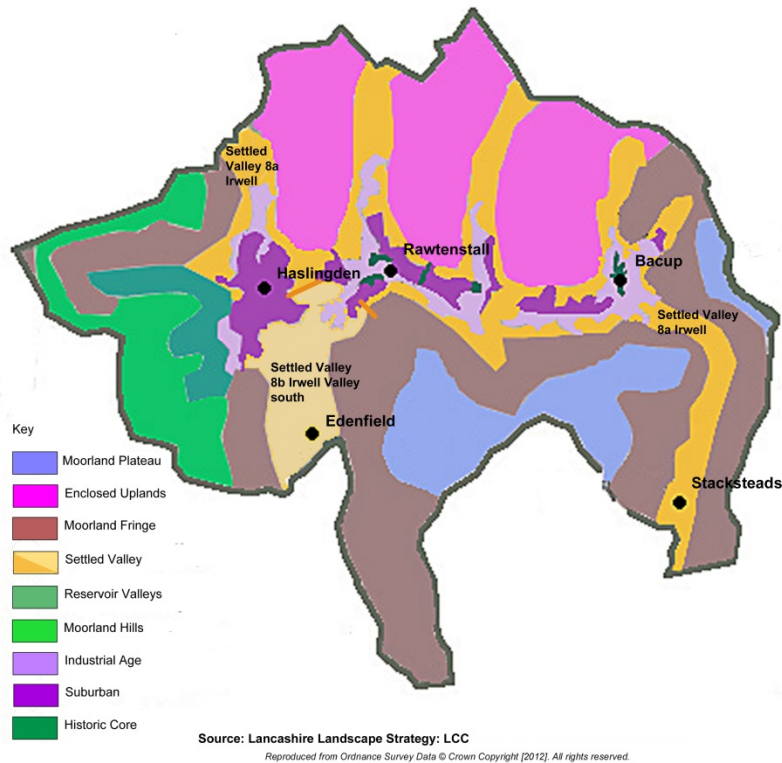 Settled
Valley 8a
Irwell
Rawtenstall
Haslingden
Bacup
Settled Valley
8a Irwell
Settled Valley
8b Irwell Valley
south
Edenfield
Stacksteads
Key
Moorland Plateau
Enclosed Uplands
Moorland Fringe
Settled Valley
Reservoir Valleys
Moorland Hills
Industrial Age
Suburban
Historic Core
Source: Lancashire Landscape Strategy: LCC
Reproduced from Ordnance Survey Data © Crown Copyright [2012]. All rights reserved.